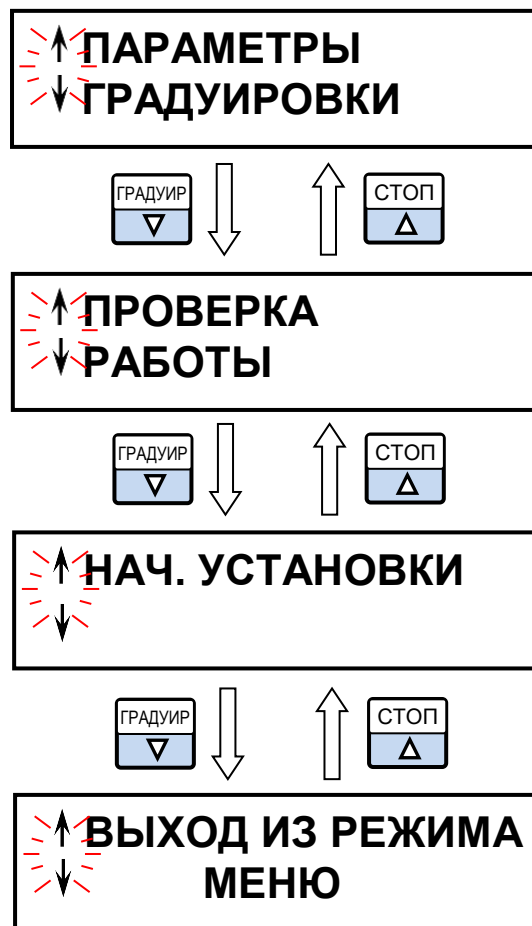 ПАРАМЕТРЫ
ГРАДУИРОВКИ
ГРАДУИР
СТОП
ПРОВЕРКА
РАБОТЫ
ГРАДУИР
СТОП
НАЧ. УСТАНОВКИ
ГРАДУИР
СТОП
ВЫХОД ИЗ РЕЖИМА
МЕНЮ